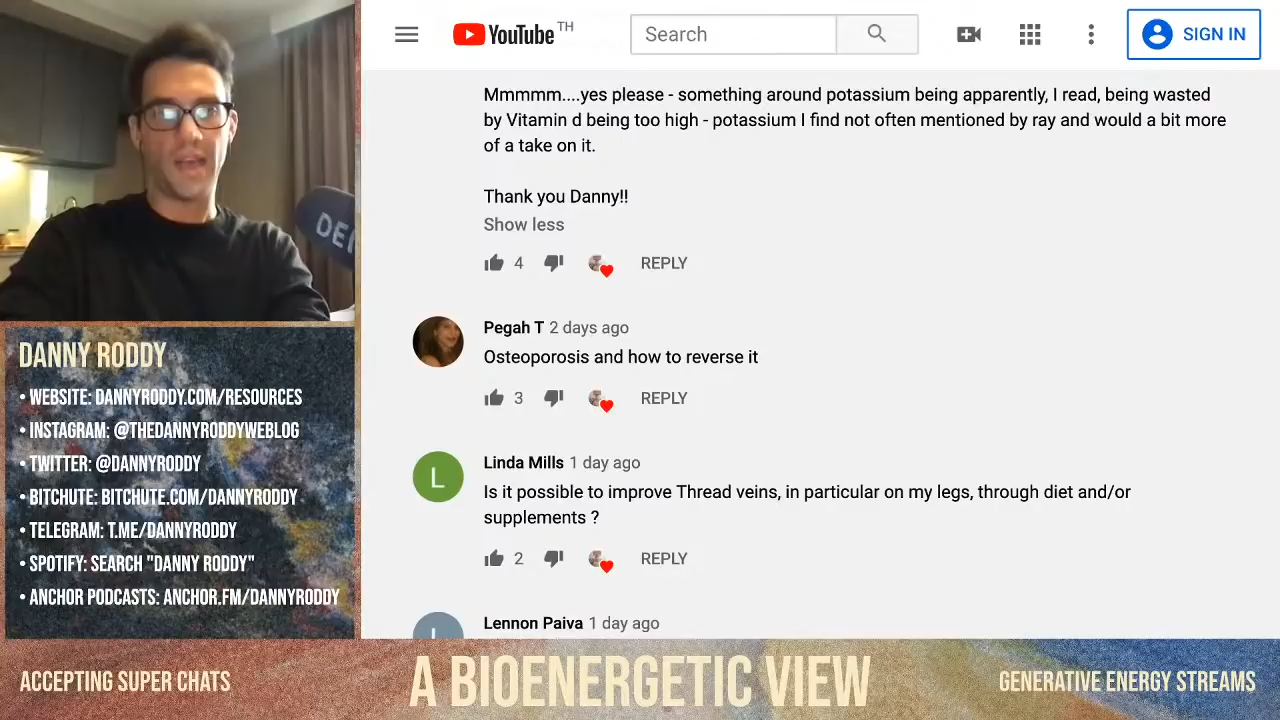 DEN
DANNY RODDY
• WEBSITE: DANNYRODDY.COM/RESOURCES
• INSTAGRAM: @THEDANNYRODDYWEBLOG
• TWITTER: @DANNYRODDY
• BITCHUTE: BITCHUTE.COM/DANNYRODDY
• TELEGRAM: T.ME/DANNYRODDY
• SPOTIFY: SEARCH "DANNY RODDY"
• ANCHOR PODCASTS: ANCHOR.FM/DANNYRODDY
YouTube TH
Search
SIGN IN
Mmmmm....yes please - something around potassium being apparently, I read, being wasted
by Vitamin d being too high - potassium I find not often mentioned by ray and would a bit more
of a take on it.
Thank you Danny!!
Show less
4 REPLY
Pegah T 2 days ago
Osteoporosis and how to reverse it
3 REPLY
L
Linda Mills 1 day ago
Is it possible to improve Thread veins, in particular on my legs, through diet and/or
supplements ?
2 REPLY
Lennon Paiva 1 day ago
ACCEPTING SUPER CHATS
A BIOENERGETIC VIEW
GENERATIVE ENERGY STREAMS